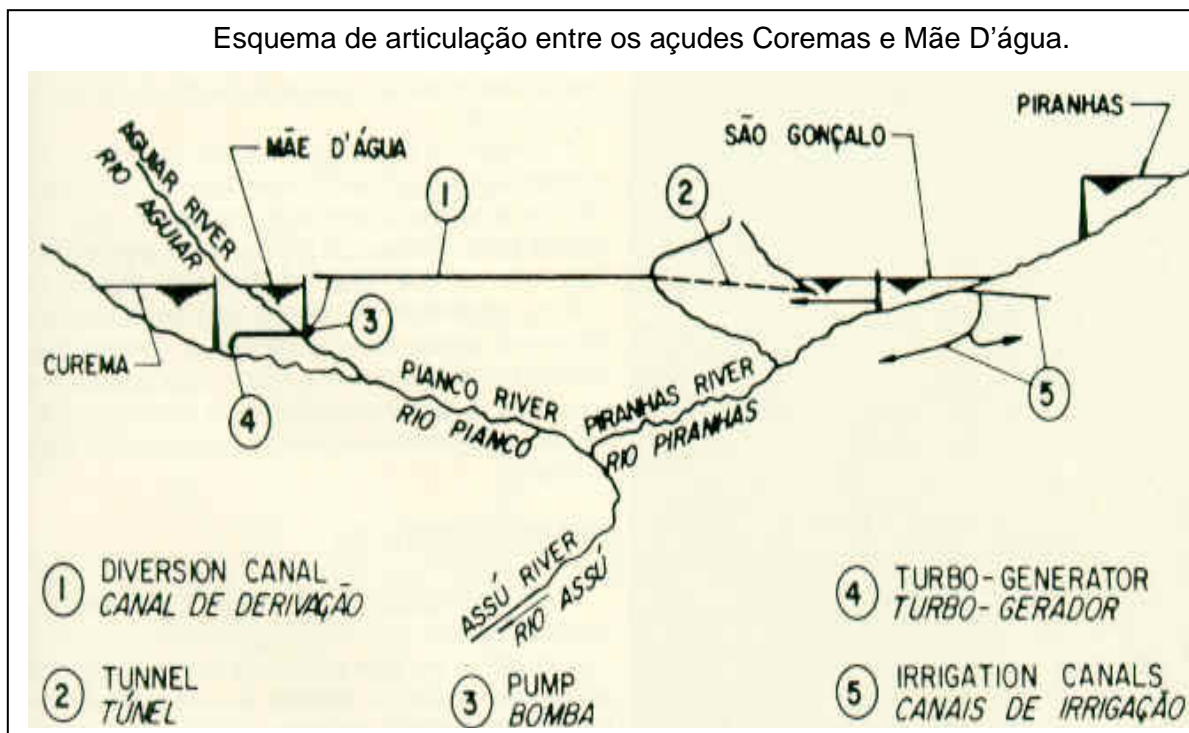 Esquema de articulação entre os açudes Coremas e Mãe D’água.
PIRANHAS
AGUIAR RIVER
RIO AGUIAR
MÃE D'ÁGUA
SÃO GONÇALO
1
2
3
CUREMA
4
5
PIANCO RIVER
RIO PIANCO
PIRANHAS RIVER
RIO PIRANHAS
ASSÚ RIVER
RIO ASSÚ
1 DIVERSION CANAL
CANAL DE DERIVAÇÃO
2 TUNNEL
TÚNEL
3 PUMP
BOMBA
4 TURBO-GENERATOR
TURBO-GERADOR
5 IRRIGATION CANALS
CANAIS DE IRRIGAÇÃO